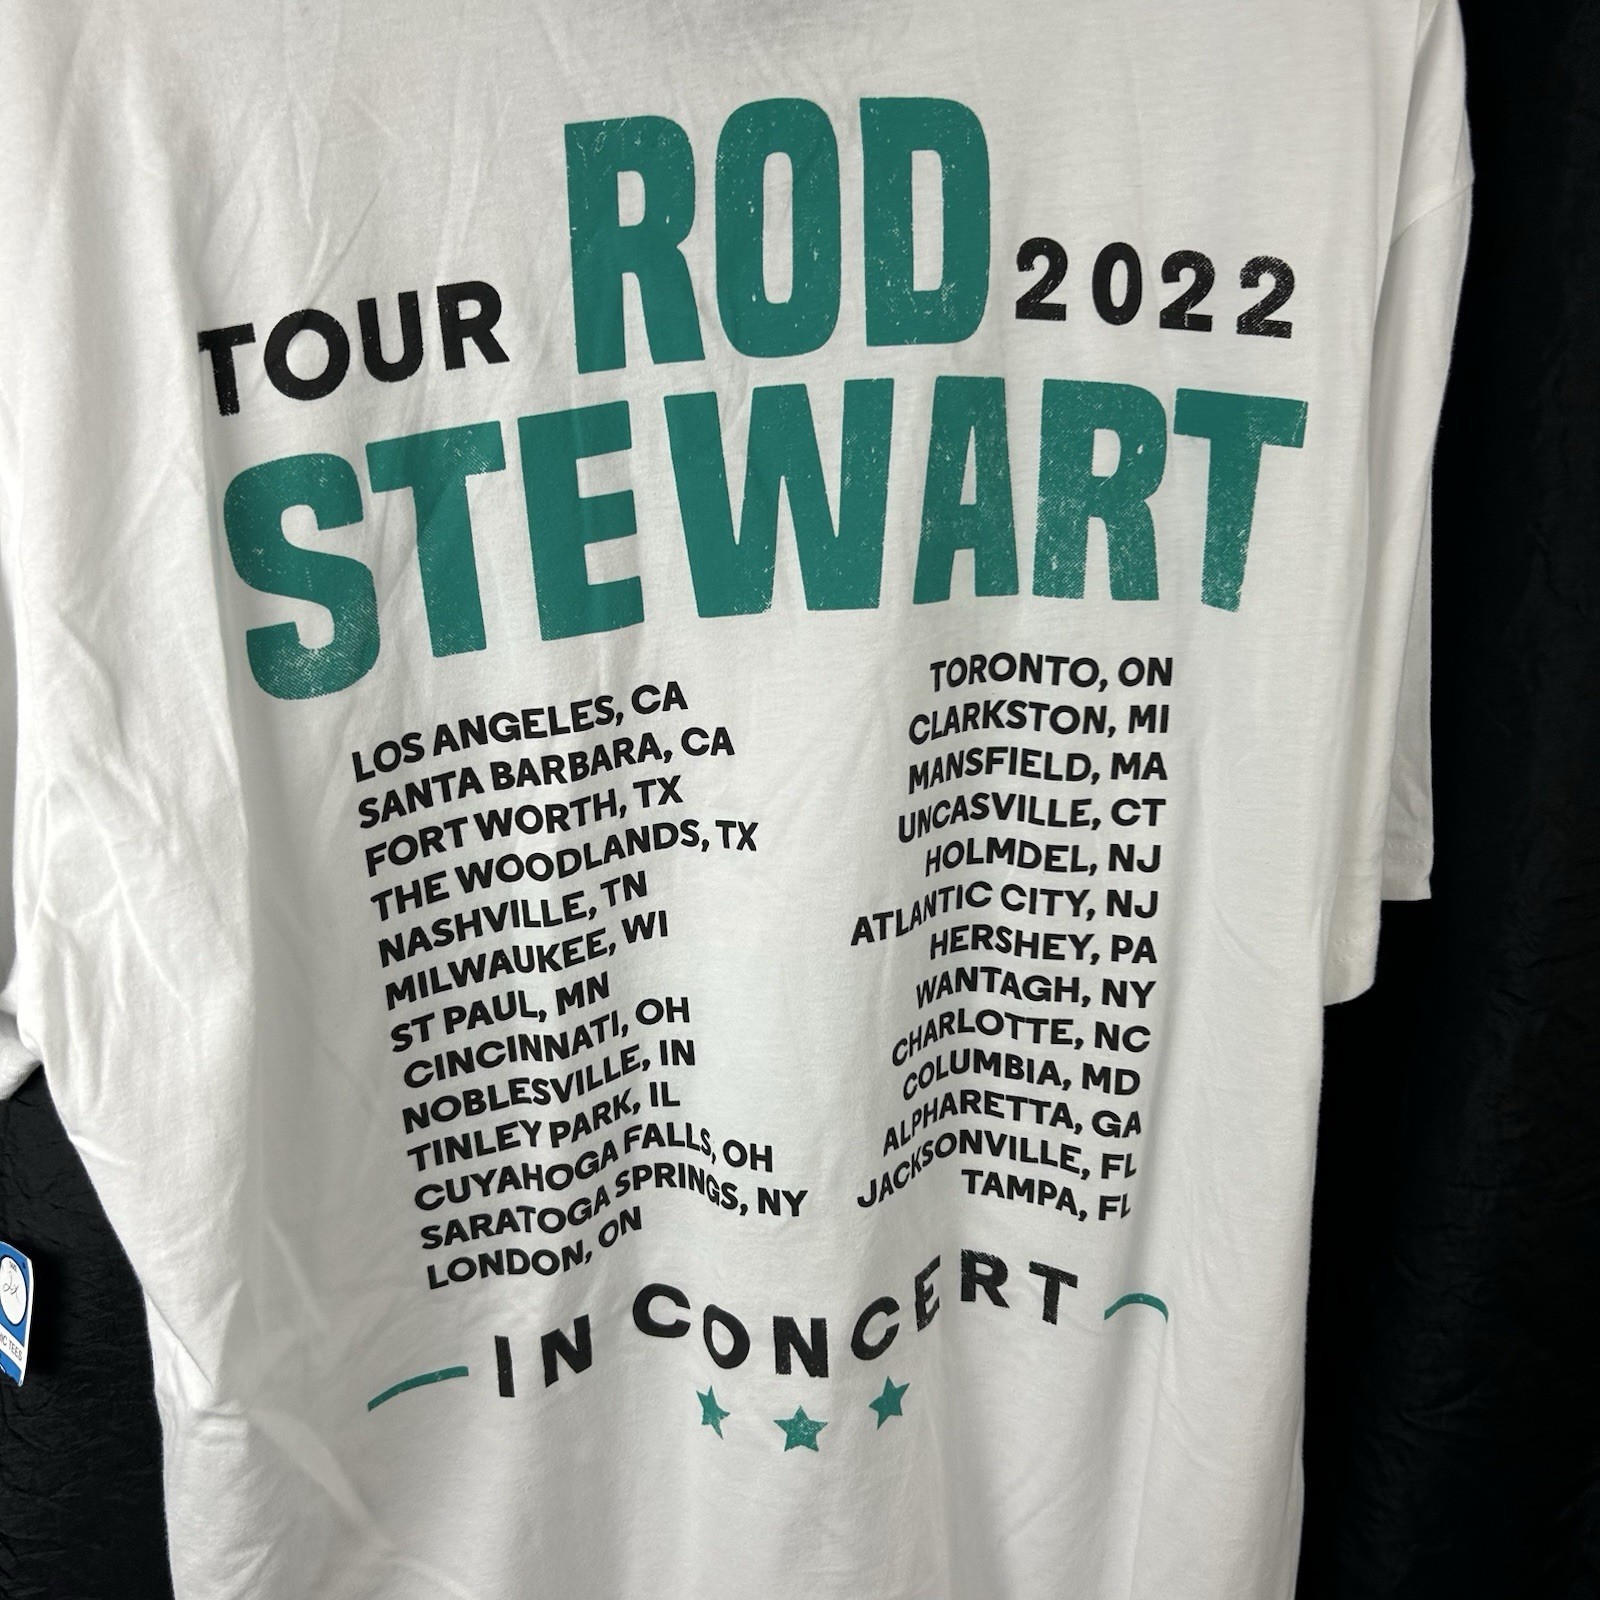 TOUR ROD 2022
STEWART
LOS ANGELES, CA
SANTA BARBARA, CA
FORT WORTH, TX
THE WOODLANDS, TX
NASHVILLE, TN
MILWAUKEE, WI
ST PAUL, MN
CINCINNATI, OH
NOBLESVILLE, IN
TINLEY PARK, IL
CUYAHOGA FALLS, OH
SARATOGA SPRINGS, NY
LONDON, ON
TORONTO, ON
CLARKSTON, MI
MANSFIELD, MA
UNCASVILLE, CT
HOLMDEL, NJ
ATLANTIC CITY, NJ
HERSHEY, PA
WANTAGH, NY
CHARLOTTE, NC
COLUMBIA, MD
ALPHARETTA, GA
JACKSONVILLE, FL
TAMPA, FL
IN CONCERT
2x
TEES